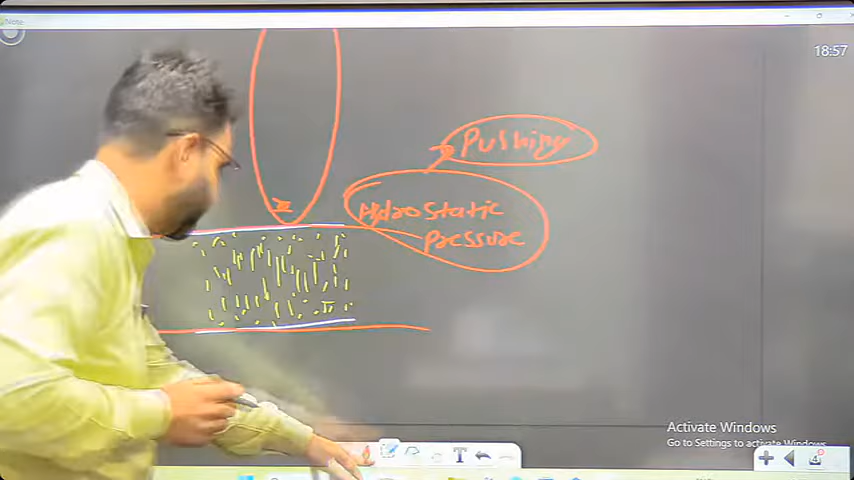 Note
18:57
Pushing
HydroStatic
Pressure
Activate Windows
Go to Settings to activate Windows.
T